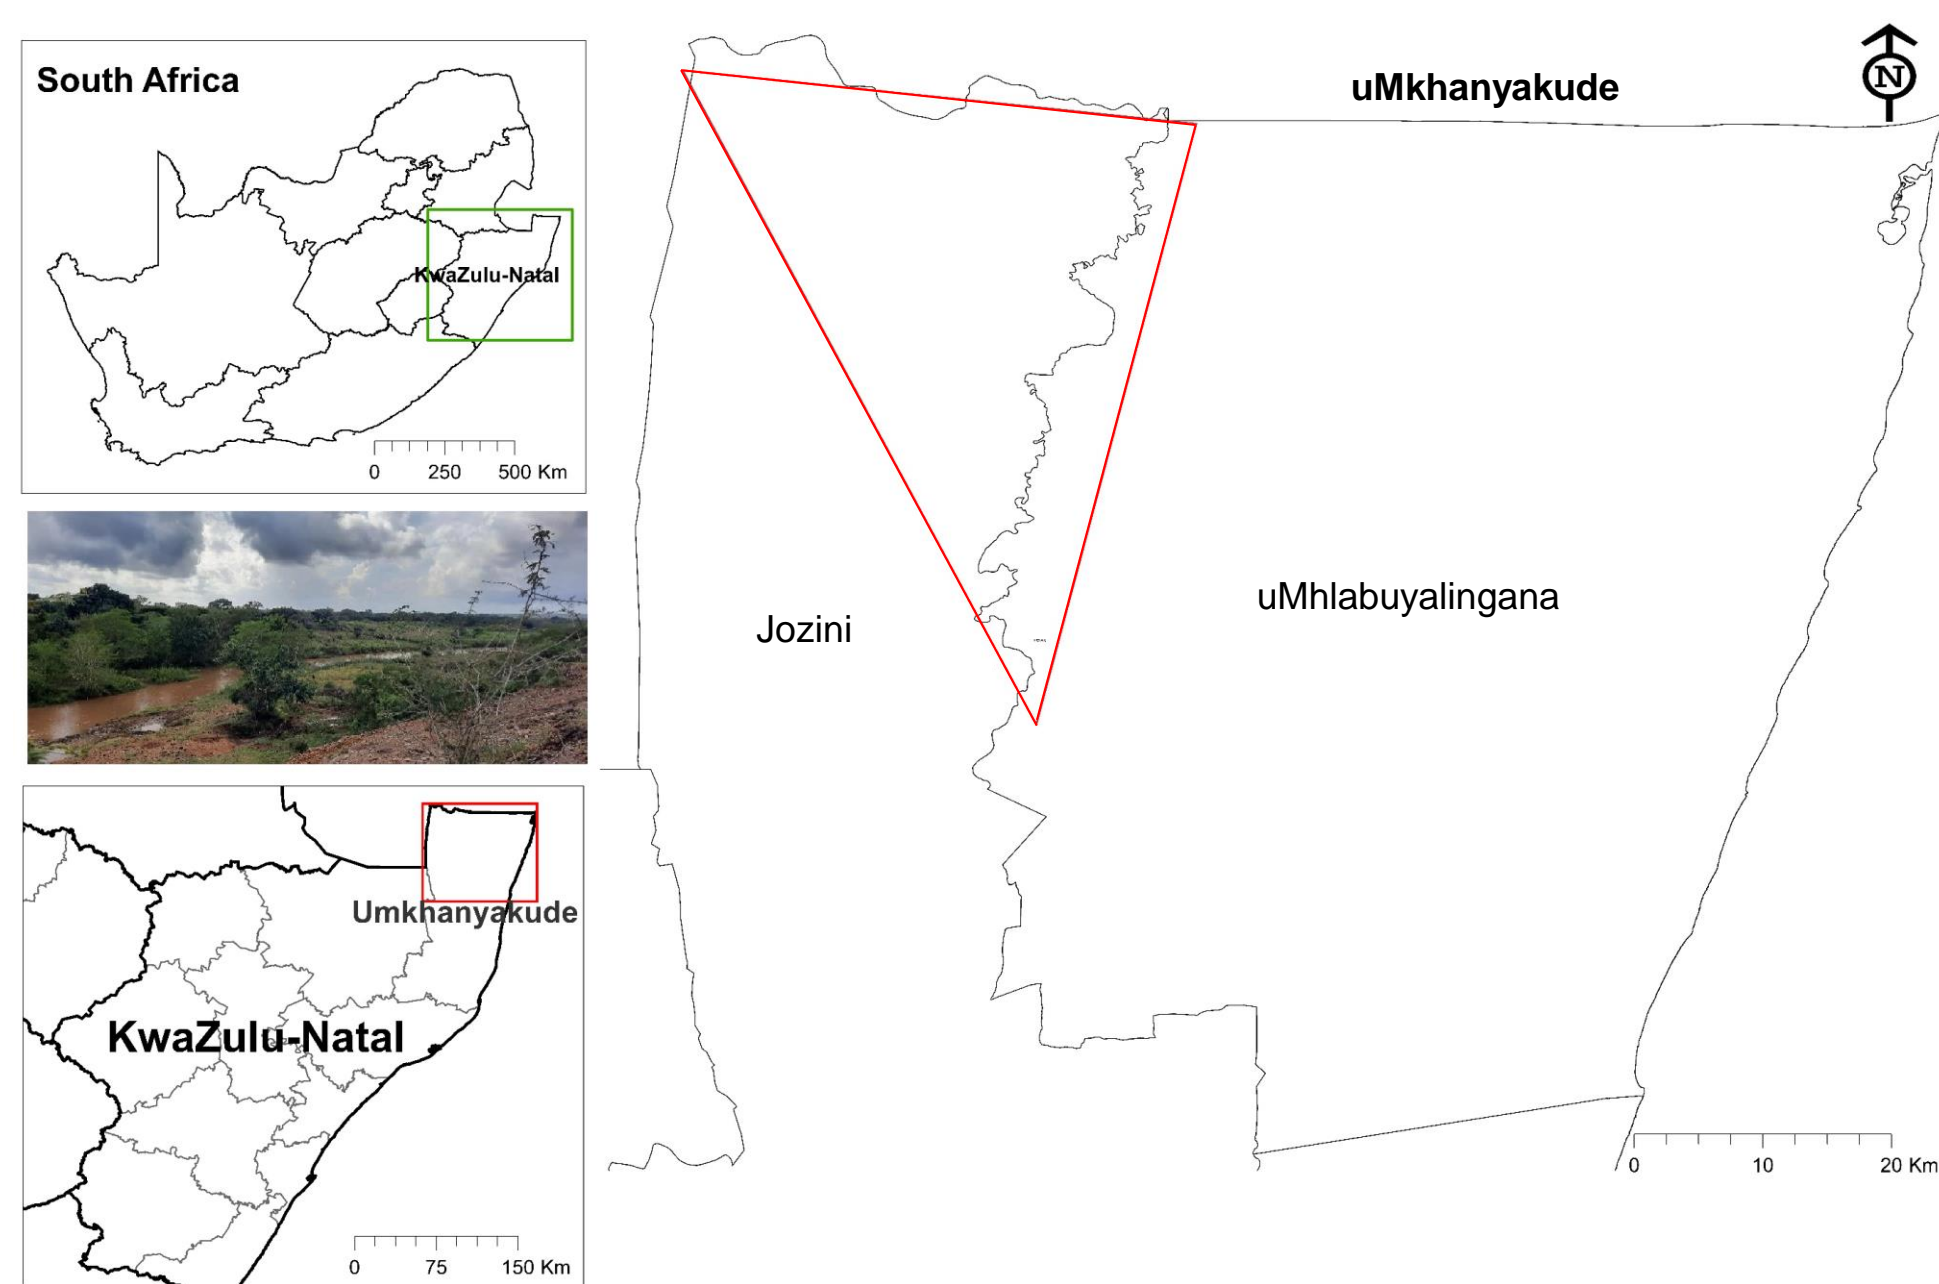 South Africa
KwaZulu-Natal
0 250 500 Km
Umkhanyakude
KwaZulu-Natal
0 75 150 Km
uMkhanyakude
N
Jozini
uMhlabuyalingana
0 10 20 Km